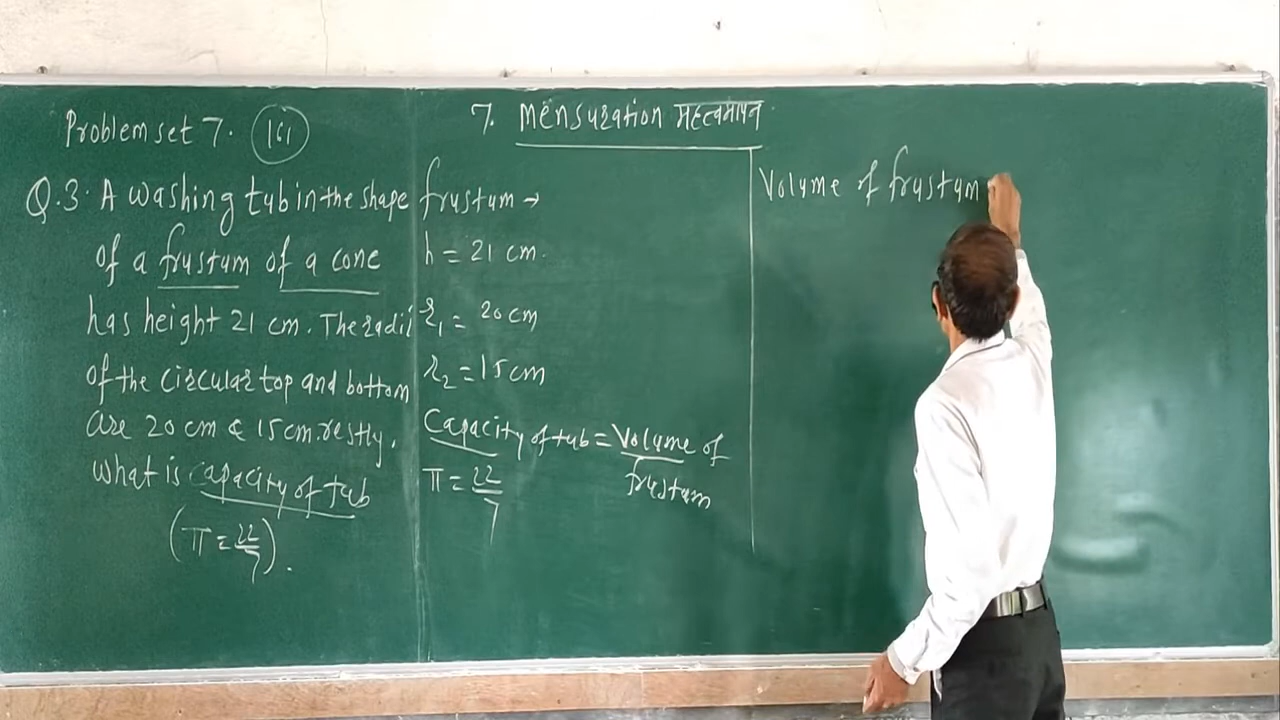 Problem set 7. 161
7. Mensuration महत्वमापन
Q.3. A washing tub in the shape
of a frustum of a cone
has height 21 cm. The radii
of the circular top and bottom
are 20 cm & 15 cm. restly.
What is capacity of tub
(π = 22/7).
frustum →
h = 21 cm.
r₁ = 20 cm
r₂ = 15 cm
Capacity of tub = Volume of
frustum
π = 22/7
Volume of frustum